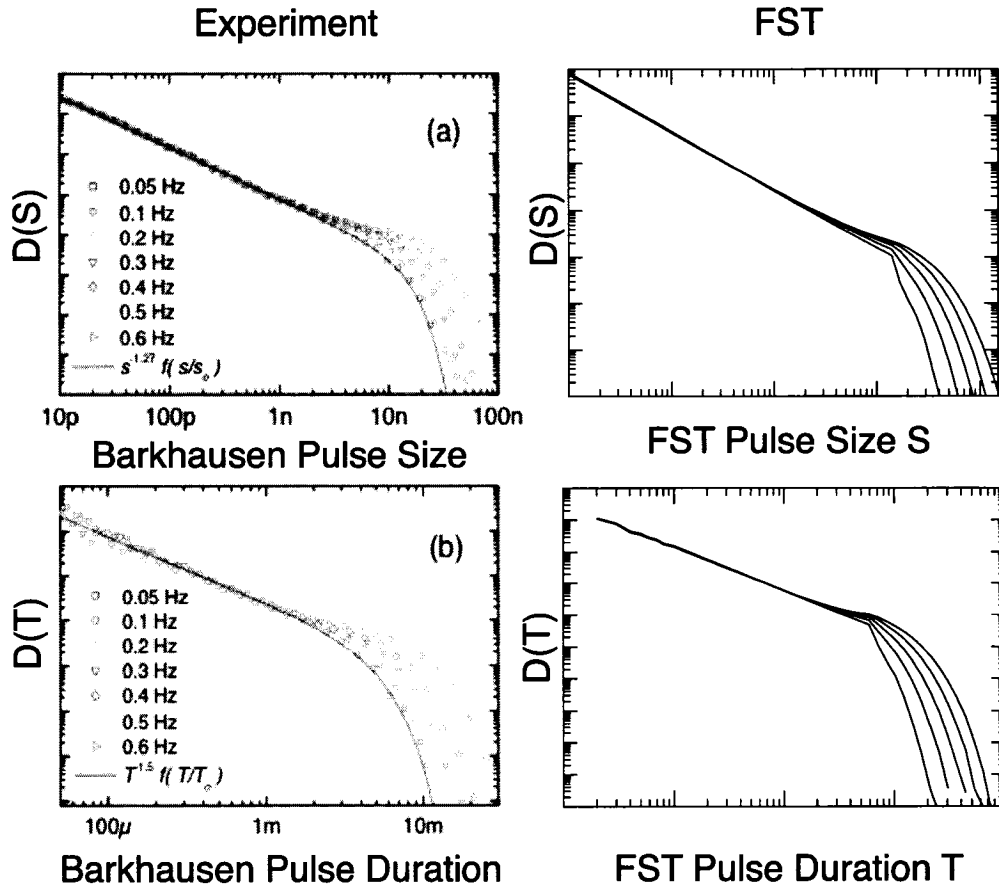 Experiment
FST
(a)
D(S)
0.05 Hz
0.1 Hz
0.2 Hz
0.3 Hz
0.4 Hz
0.5 Hz
0.6 Hz
s^-1.27 f( s/s_o )
10p 100p 1n 10n 100n
Barkhausen Pulse Size
D(S)
FST Pulse Size S
(b)
D(T)
0.05 Hz
0.1 Hz
0.2 Hz
0.3 Hz
0.4 Hz
0.5 Hz
0.6 Hz
T^1.5 f( T/T_o )
100μ 1m 10m
Barkhausen Pulse Duration
D(T)
FST Pulse Duration T